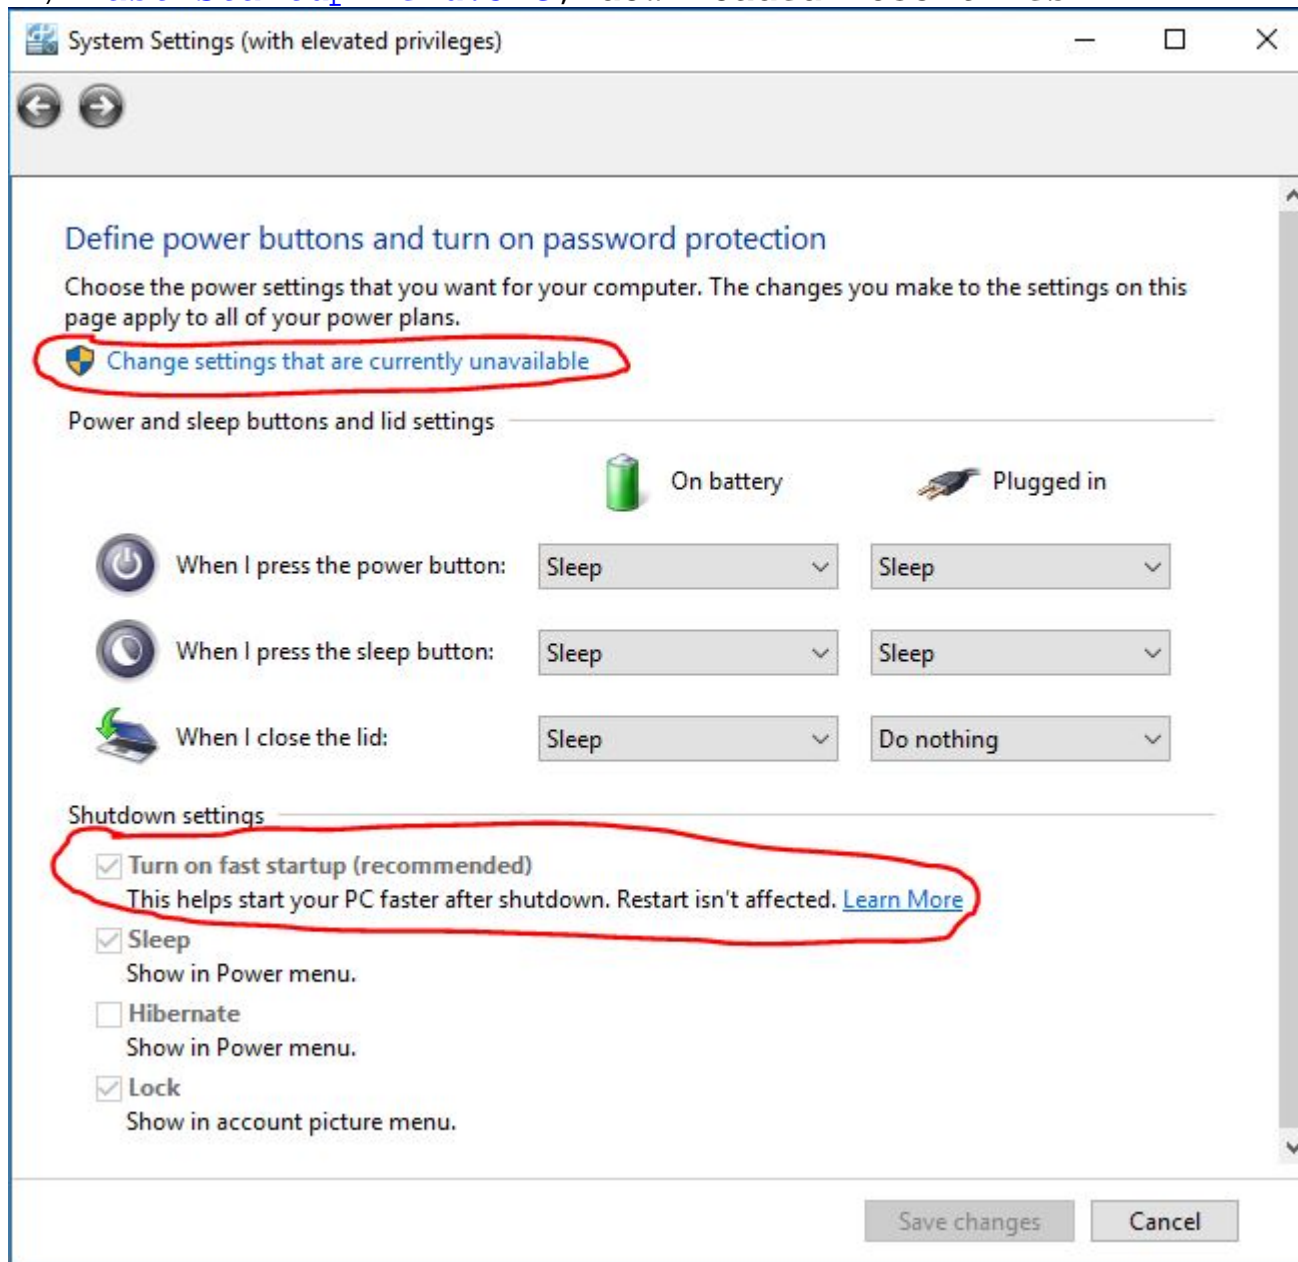 System Settings (with elevated privileges)
Define power buttons and turn on password protection
Choose the power settings that you want for your computer. The changes you make to the settings on this
page apply to all of your power plans.
Change settings that are currently unavailable
Power and sleep buttons and lid settings
On battery Plugged in
When I press the power button: Sleep Sleep
When I press the sleep button: Sleep Sleep
When I close the lid: Sleep Do nothing
Shutdown settings
Turn on fast startup (recommended)
This helps start your PC faster after shutdown. Restart isn't affected. Learn More
Sleep
Show in Power menu.
Hibernate
Show in Power menu.
Lock
Show in account picture menu.
Save changes Cancel